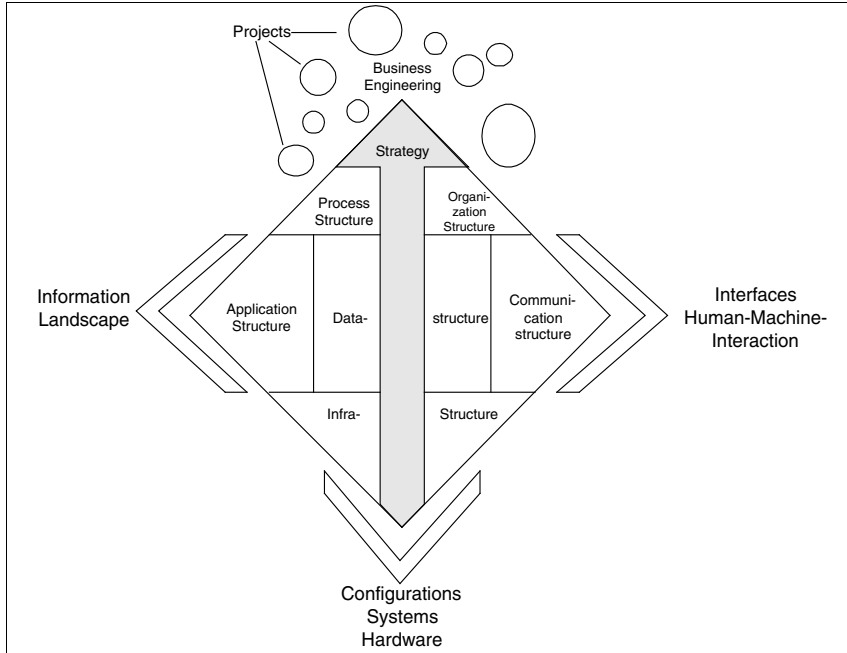 Projects
Business
Engineering
Strategy
Process
Structure
Organi-
zation
Structure
Information
Landscape
Application
Structure
Data-
structure
Communi-
cation
structure
Interfaces
Human-Machine-
Interaction
Infra-
Structure
Configurations
Systems
Hardware